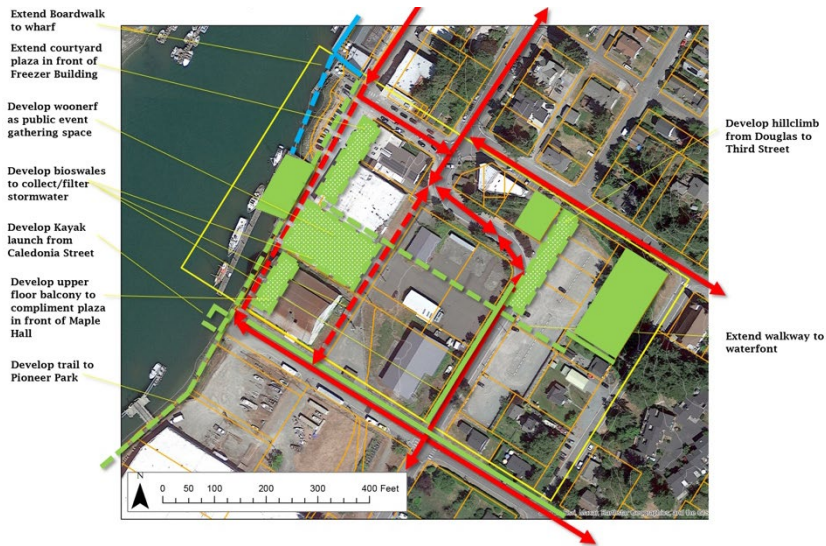 Extend Boardwalk
to wharf
Extend courtyard
plaza in front of
Freezer Building
Develop woonerf
as public event
gathering space
Develop bioswales
to collect/filter
stormwater
Develop Kayak
launch from
Caledonia Street
Develop upper
floor balcony to
compliment plaza
in front of Maple
Hall
Develop trail to
Pioneer Park
Develop hillclimb
from Douglas to
Third Street
Extend walkway to
waterfont
N
0 50 100 200 300 400 Feet